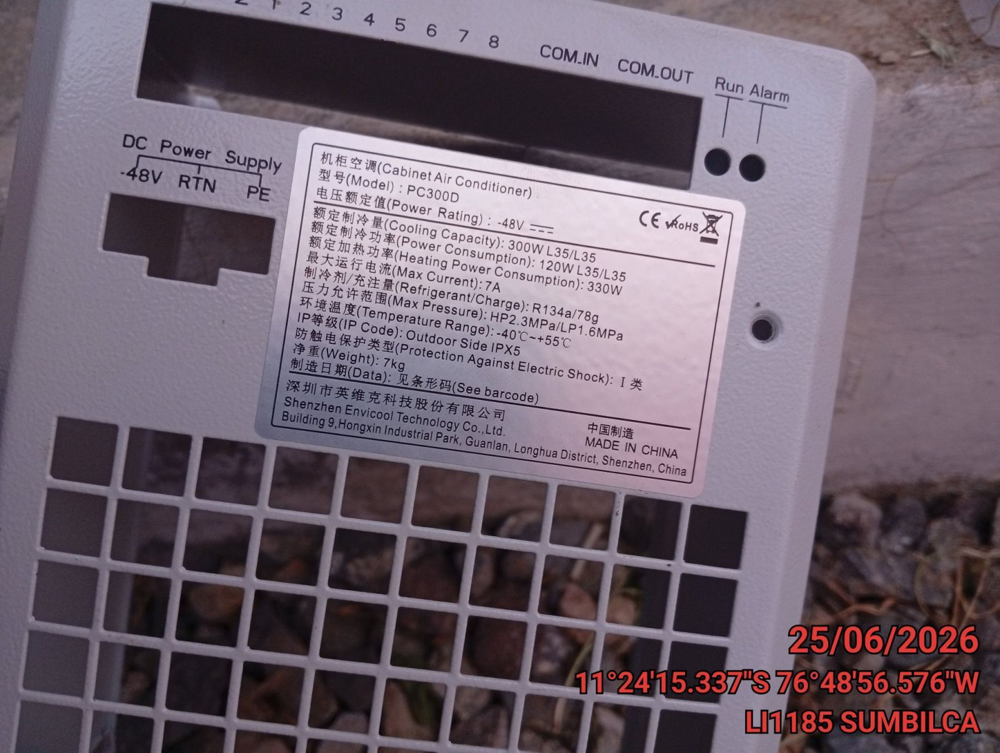 2 1 2 3 4 5 6 7 8 COM_IN COM_OUT
Run Alarm
DC Power Supply
-48V RTN PE
机柜空调(Cabinet Air Conditioner)
型号(Model) : PC300D
电压额定值(Power Rating) : -48V
CE RoHS
额定制冷量(Cooling Capacity): 300W L35/L35
额定制冷功率(Power Consumption): 120W L35/L35
额定加热功率(Heating Power Consumption): 330W
最大运行电流(Max Current): 7A
制冷剂/充注量(Refrigerant/Charge): R134a/78g
压力允许范围(Max Pressure): HP2.3MPa/LP1.6MPa
环境温度(Temperature Range): -40℃~+55℃
IP等级(IP Code): Outdoor Side IPX5
防触电保护类型(Protection Against Electric Shock): I 类
净重(Weight): 7kg
制造日期(Data): 见条形码(See barcode)
深圳市英维克科技股份有限公司
Shenzhen Envicool Technology Co.,Ltd.
Building 9,Hongxin Industrial Park, Guanlan, Longhua District, Shenzhen, China
中国制造
MADE IN CHINA
25/06/2026
11°24'15.337"S 76°48'56.576"W
LI1185 SUMBILCA